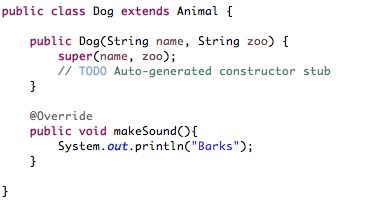 public class Dog extends Animal {
public Dog(String name, String zoo) {
super(name, zoo);
// TODO Auto-generated constructor stub
}
@Override
public void makeSound(){
System.out.println("Barks");
}
}